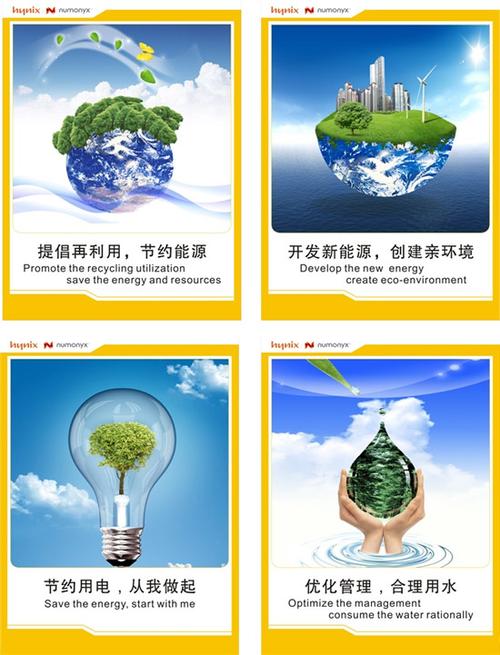 hynix numonyx
提倡再利用，节约能源
Promote the recycling utilization
save the energy and resources
hynix numonyx
开发新能源，创建亲环境
Develop the new energy
create eco-environment
hynix numonyx
节约用电，从我做起
Save the energy, start with me
hynix numonyx
优化管理，合理用水
Optimize the management
consume the water rationally